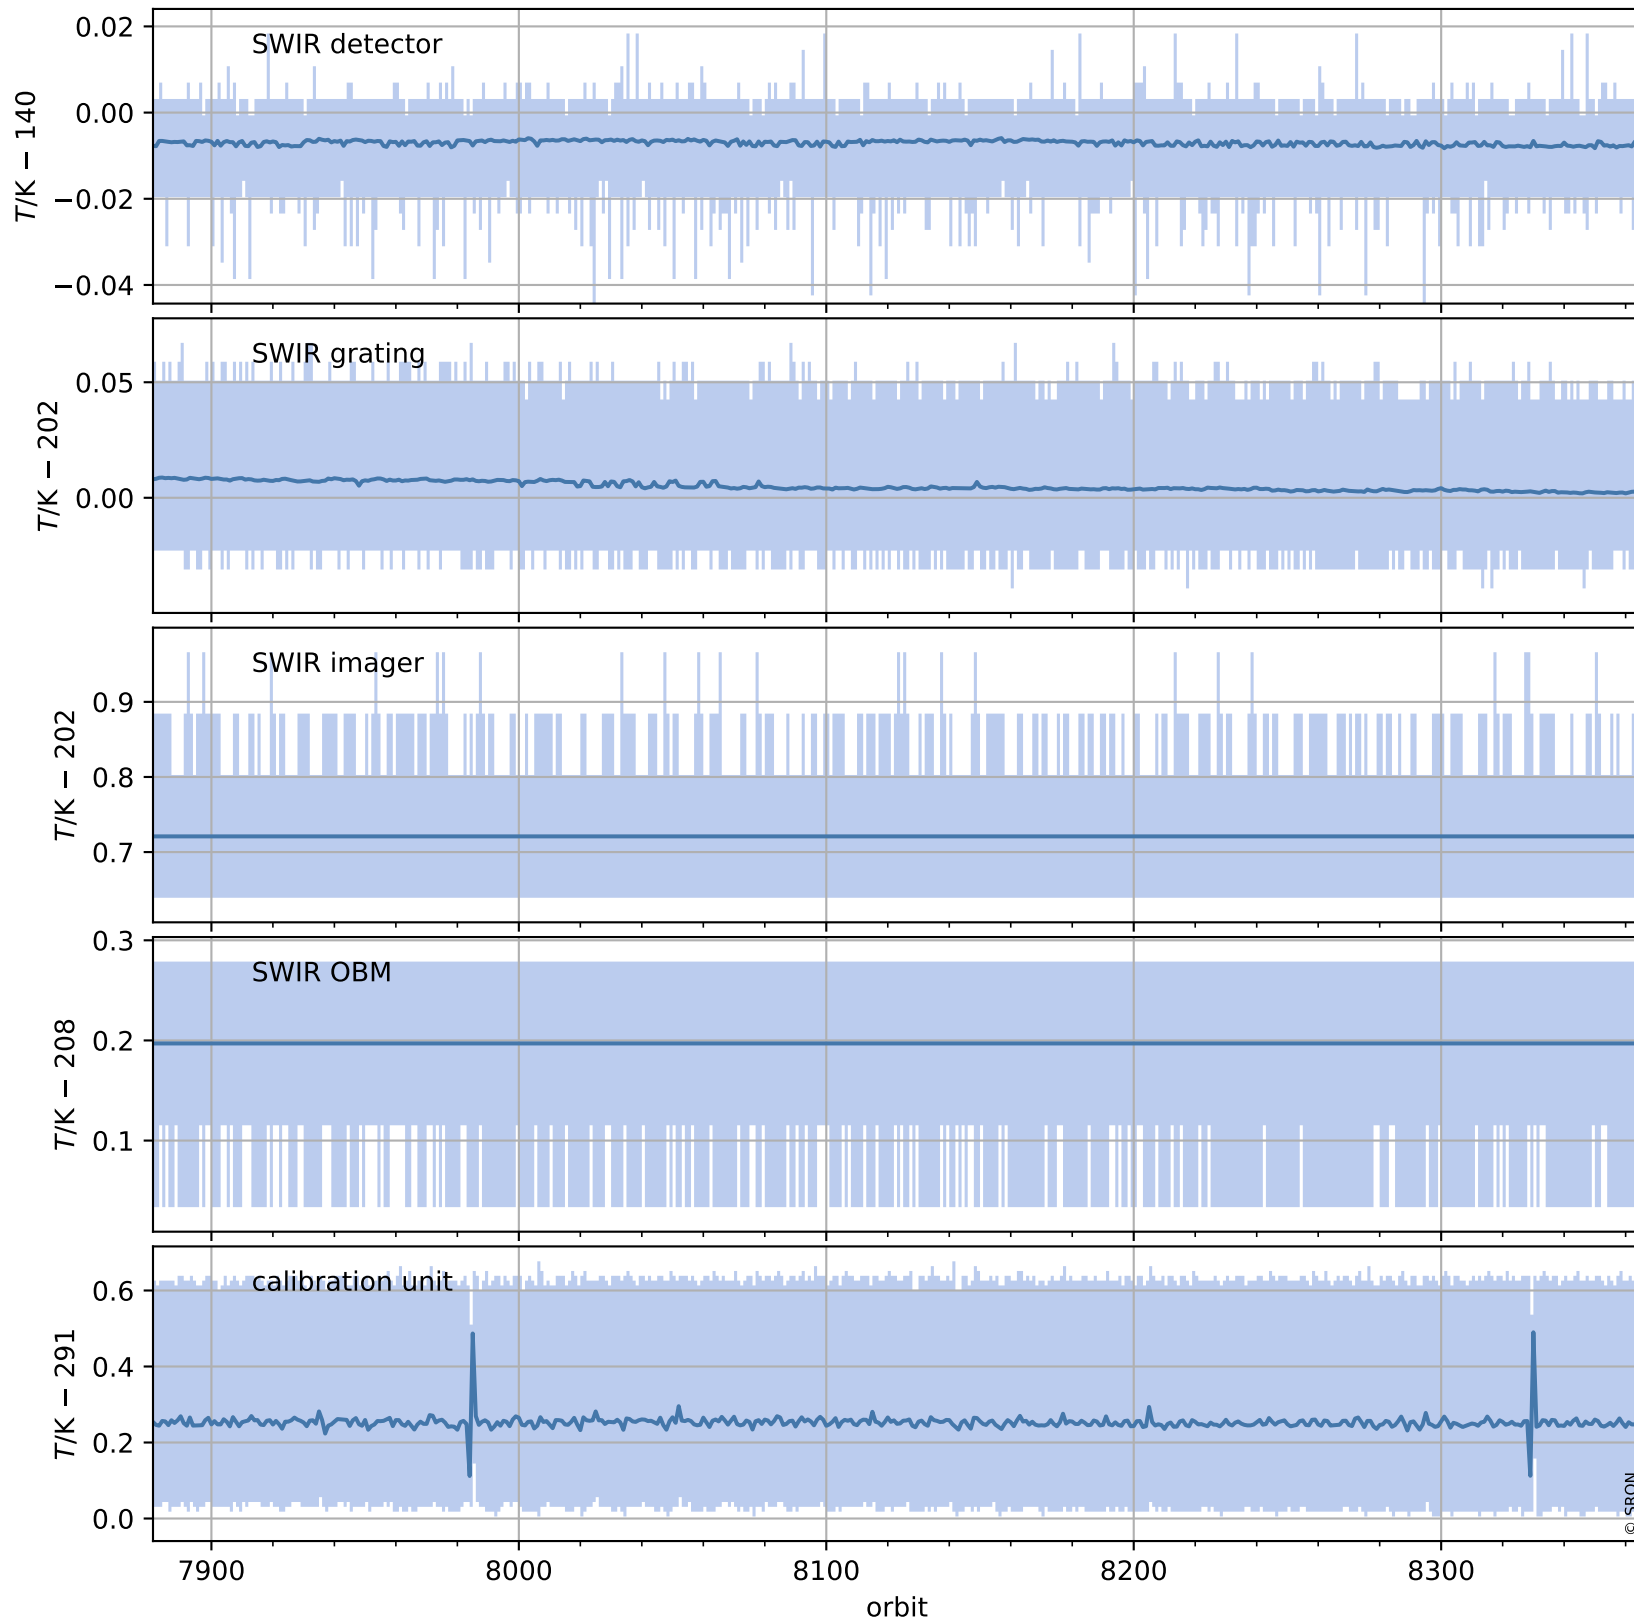 SWIR detector
T/K − 140
0.02
0.00
−0.02
−0.04
SWIR grating
T/K − 202
0.05
0.00
SWIR imager
T/K − 202
0.9
0.8
0.7
SWIR OBM
T/K − 208
0.3
0.2
0.1
calibration unit
T/K − 291
0.6
0.4
0.2
0.0
7900 8000 8100 8200 8300
orbit
© SRON